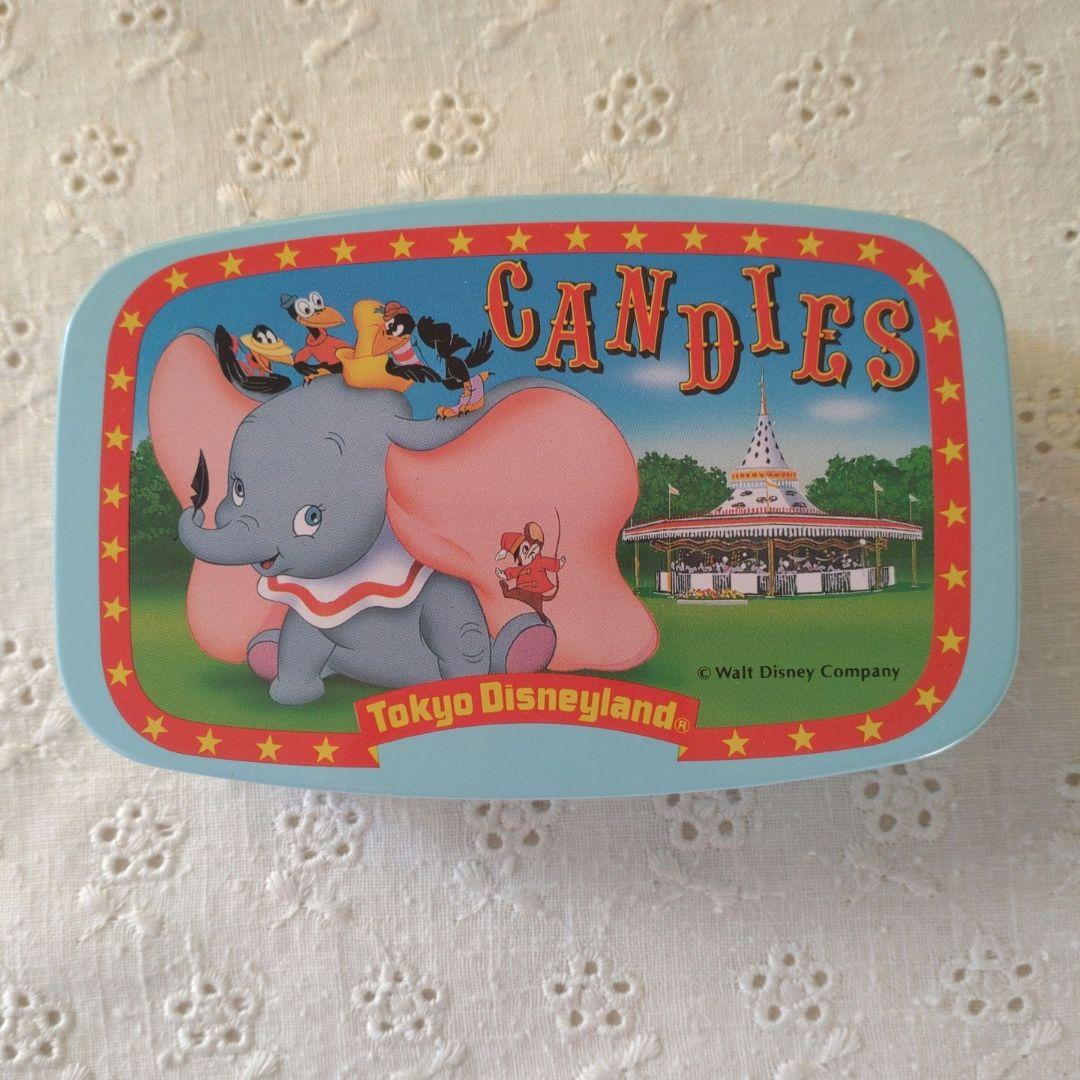 CANDIES
© Walt Disney Company
Tokyo Disneyland®